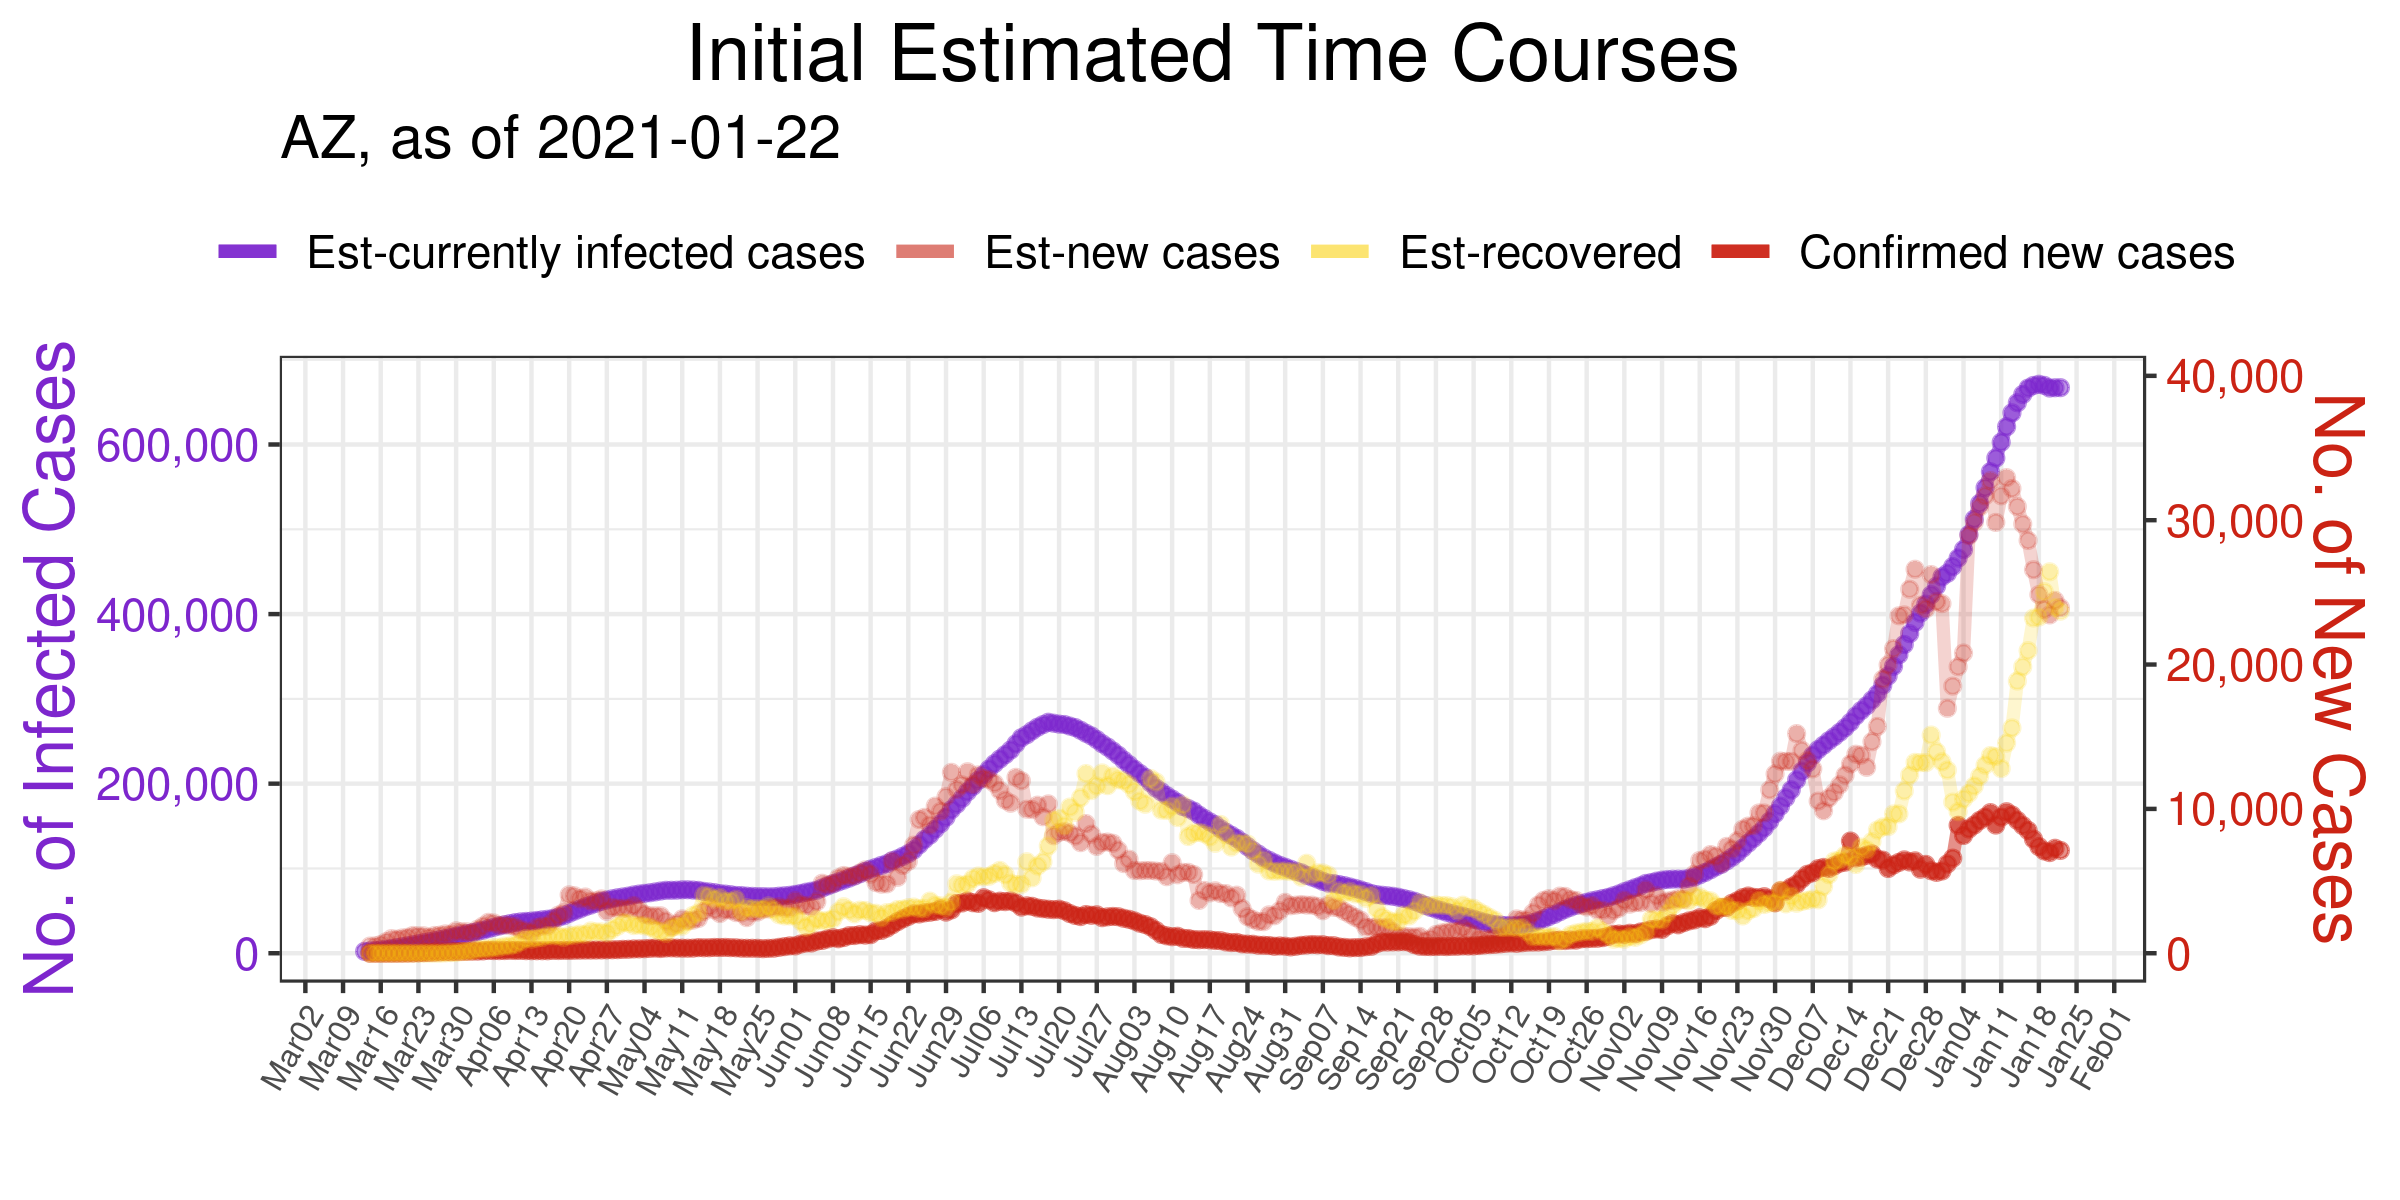 Initial Estimated Time Courses
AZ, as of 2021-01-22
Est-currently infected cases Est-new cases Est-recovered Confirmed new cases
No. of Infected Cases
600,000
400,000
200,000
0
40,000
30,000
20,000
10,000
0
No. of New Cases
Mar02 Mar09 Mar16 Mar23 Mar30 Apr06 Apr13 Apr20 Apr27 May04 May11 May18 May25 Jun01 Jun08 Jun15 Jun22 Jun29 Jul06 Jul13 Jul20 Jul27 Aug03 Aug10 Aug17 Aug24 Aug31 Sep07 Sep14 Sep21 Sep28 Oct05 Oct12 Oct19 Oct26 Nov02 Nov09 Nov16 Nov23 Nov30 Dec07 Dec14 Dec21 Dec28 Jan04 Jan11 Jan18 Jan25 Feb01